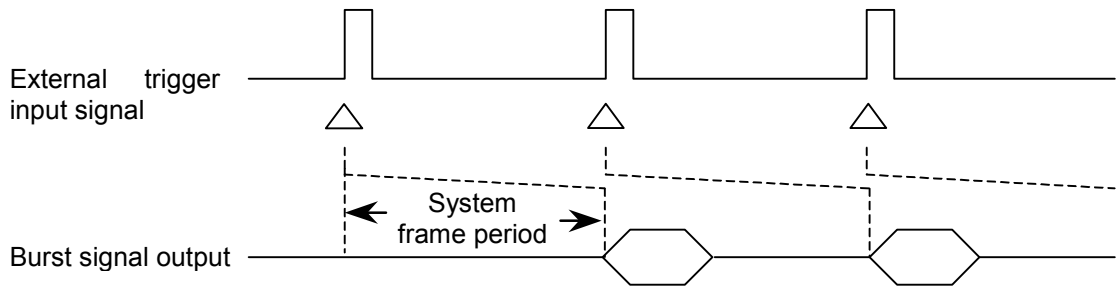 External trigger
input signal
System
frame period
Burst signal output